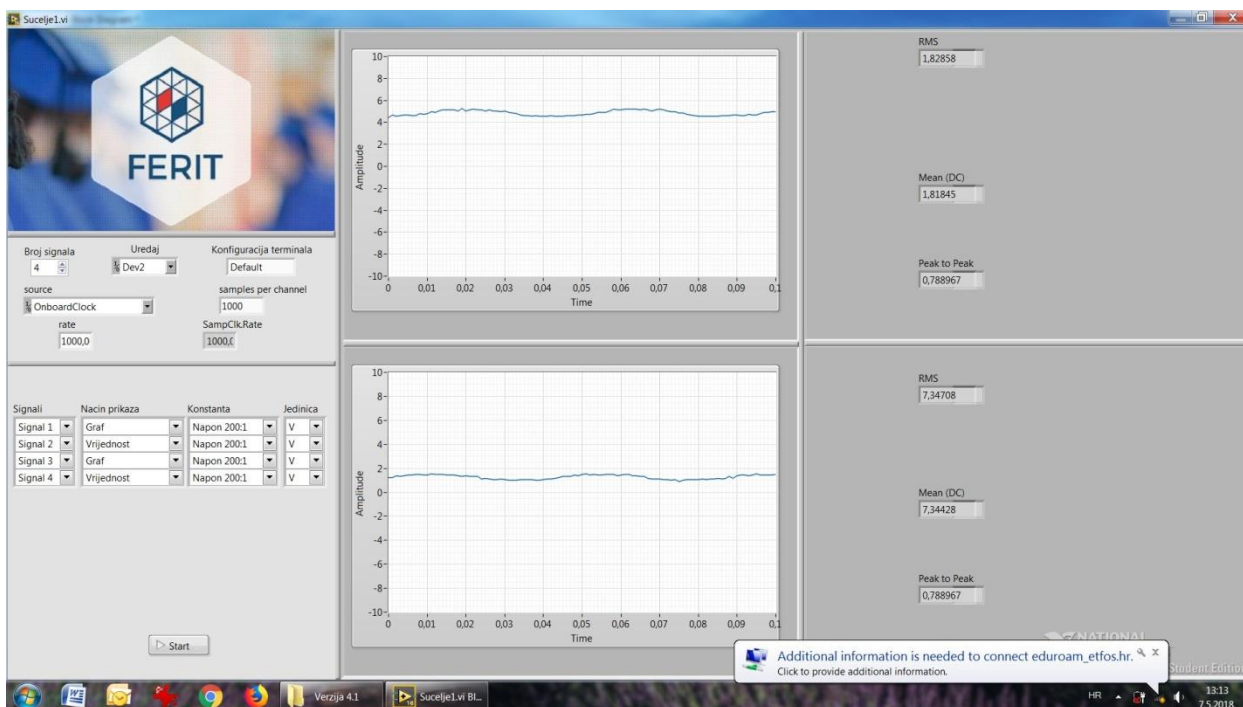 Sucelje1.vi
FERIT
Broj signala
Uredaj
Konfiguracija terminala
4
Dev2
Default
source
samples per channel
OnboardClock
1000
rate
SampClk.Rate
1000,0
1000,(
Signali
Nacin prikaza
Konstanta
Jedinica
Signal 1
Graf
Napon 200:1
V
Signal 2
Vrijednost
Napon 200:1
V
Signal 3
Graf
Napon 200:1
V
Signal 4
Vrijednost
Napon 200:1
V
Start
Amplitude
10
8
6
4
2
0
-2
-4
-6
-8
-10
0 0,01 0,02 0,03 0,04 0,05 0,06 0,07 0,08 0,09 0,1
Time
Amplitude
10
8
6
4
2
0
-2
-4
-6
-8
-10
0 0,01 0,02 0,03 0,04 0,05 0,06 0,07 0,08 0,09 0,1
Time
RMS
1,82858
Mean (DC)
1,81845
Peak to Peak
0,788967
RMS
7,34708
Mean (DC)
7,34428
Peak to Peak
0,788967
NATIONAL
Student Edition
Additional information is needed to connect eduroam_etfos.hr.
Click to provide additional information.
Verzija 4.1
Sucelje1.vi Bl...
HR
13:13
7.5.2018